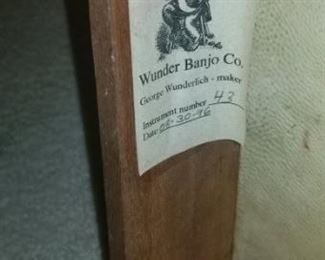 Wunder Banjo Co.
George Wunderlich - maker
Instrument number 42
Date 08-30-96